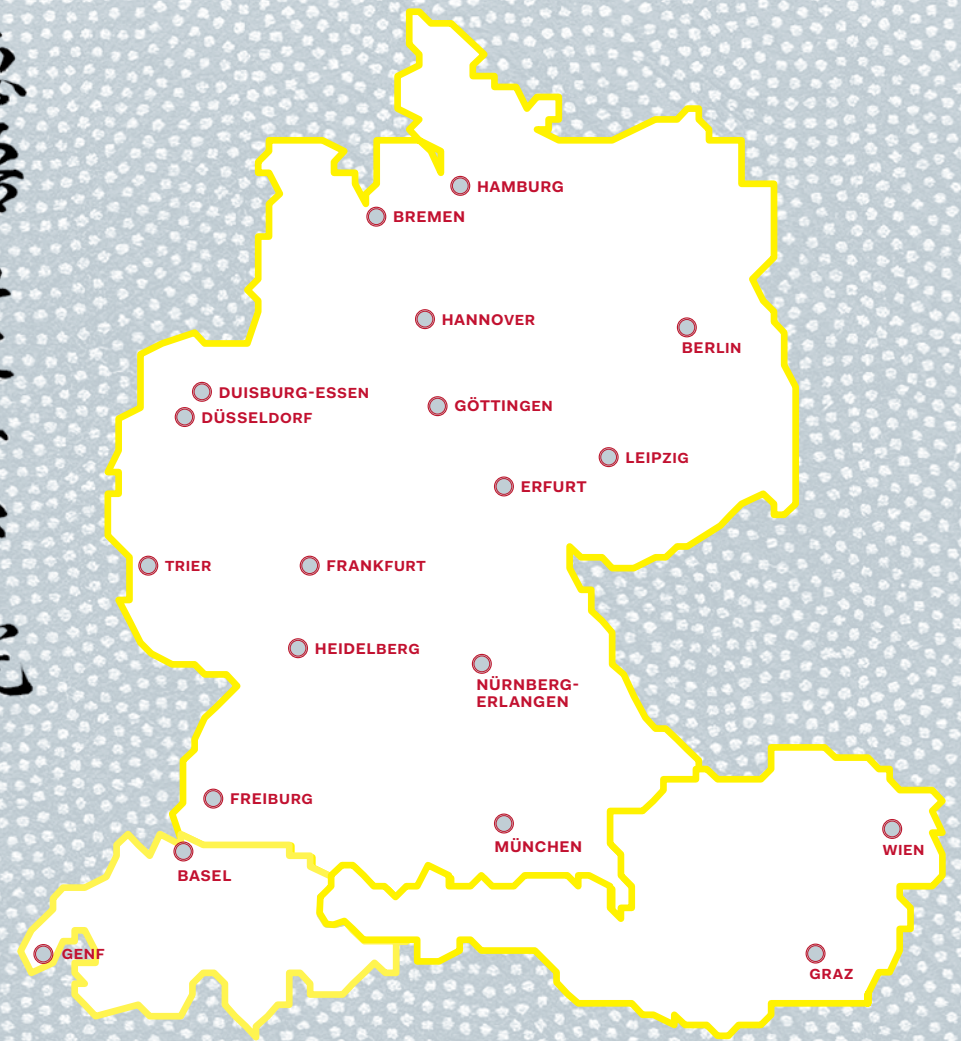 HAMBURG
BREMEN
HANNOVER
BERLIN
DUISBURG-ESSEN
DÜSSELDORF
GÖTTINGEN
LEIPZIG
ERFURT
TRIER
FRANKFURT
HEIDELBERG
NÜRNBERG-
ERLANGEN
FREIBURG
MÜNCHEN
WIEN
BASEL
GENF
GRAZ